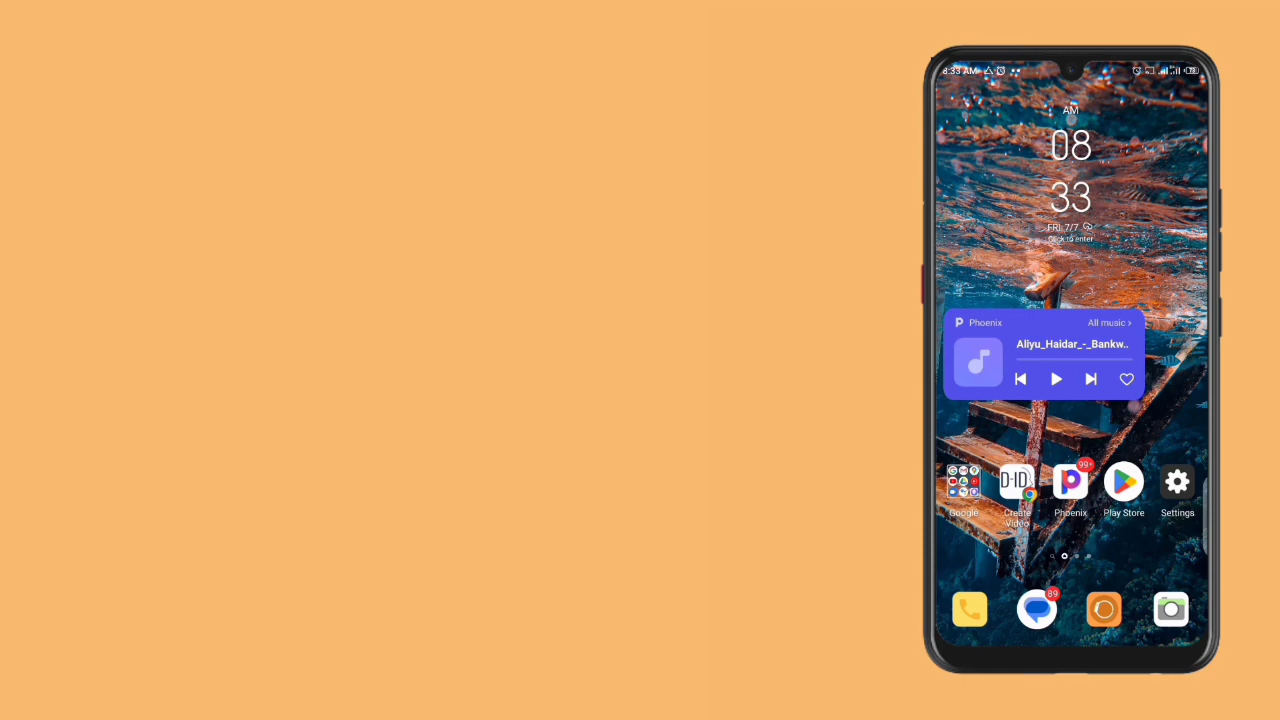 8:33 AM
AM
08
33
FRI 7/7
Click to enter
Phoenix
All music ›
Aliyu_Haidar_-_Bankw..
D-ID
99+
Google
Create Video
Phoenix
Play Store
Settings
89